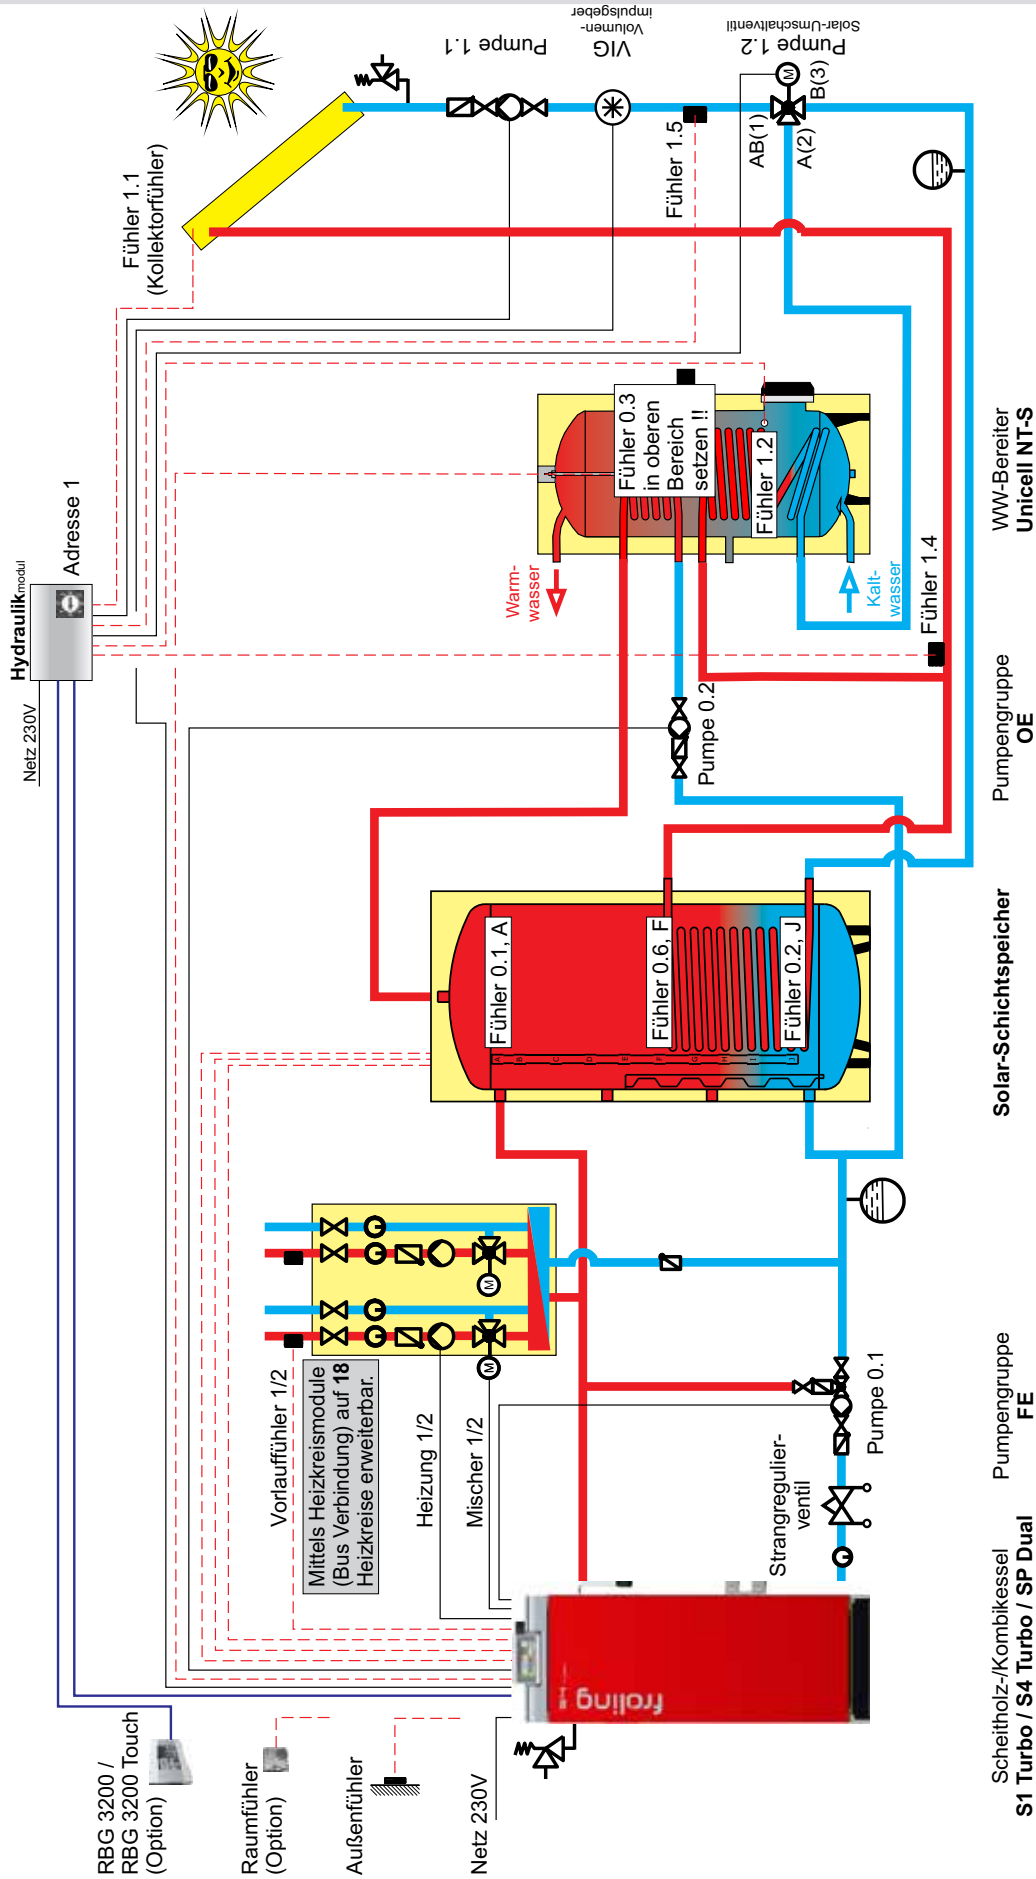 RBG 3200 /
RBG 3200 Touch
(Option)
Raumfühler
(Option)
Außenfühler
Netz 230V
Netz 230V
Hydraulikmodul
Adresse 1
Fühler 1.1
(Kollektorfühler)
Pumpe 1.1
VIG
Volumen-
impulsgeber
Pumpe 1.2
Solar-Umschaltventil
M
B(3)
AB(1)
A(2)
Fühler 1.5
Fühler 0.3
in oberen
Bereich
setzen !!
Fühler 1.2
Warm-
wasser
Kalt-
wasser
Fühler 1.4
Pumpe 0.2
Fühler 0.1, A
Fühler 0.6, F
Fühler 0.2, J
A
B
C
D
E
F
G
H
I
J
Vorlauffühler 1/2
Mittels Heizkreismodule
(Bus Verbindung) auf 18
Heizkreise erweiterbar.
Heizung 1/2
Mischer 1/2
M
M
Strangregulier-
ventil
Pumpe 0.1
froling
Scheitholz-/Kombikessel
S1 Turbo / S4 Turbo / SP Dual
Pumpengruppe
FE
Solar-Schichtspeicher
Pumpengruppe
OE
WW-Bereiter
Unicell NT-S